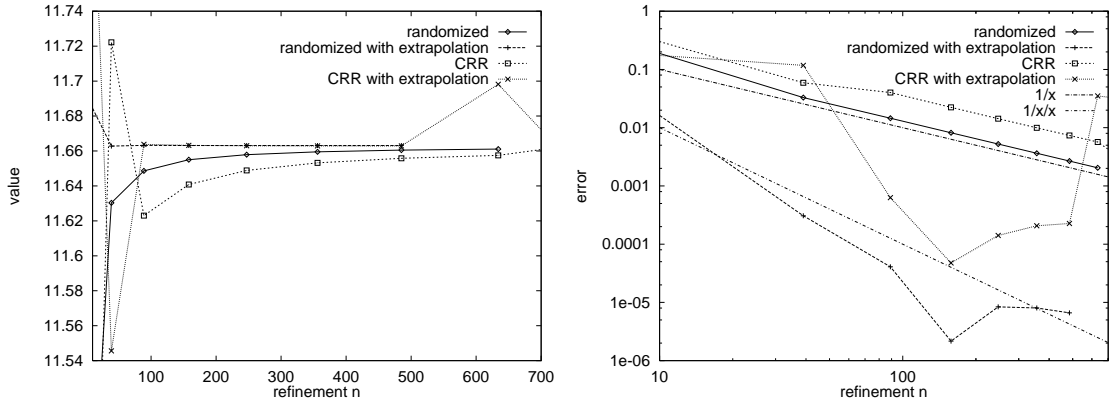 11.74
11.72
11.7
11.68
11.66
11.64
11.62
11.6
11.58
11.56
11.54
value
100 200 300 400 500 600 700
refinement n
randomized
randomized with extrapolation
CRR
CRR with extrapolation
1
0.1
0.01
0.001
0.0001
1e-05
1e-06
error
10 100
refinement n
randomized
randomized with extrapolation
CRR
CRR with extrapolation
1/x
1/x/x